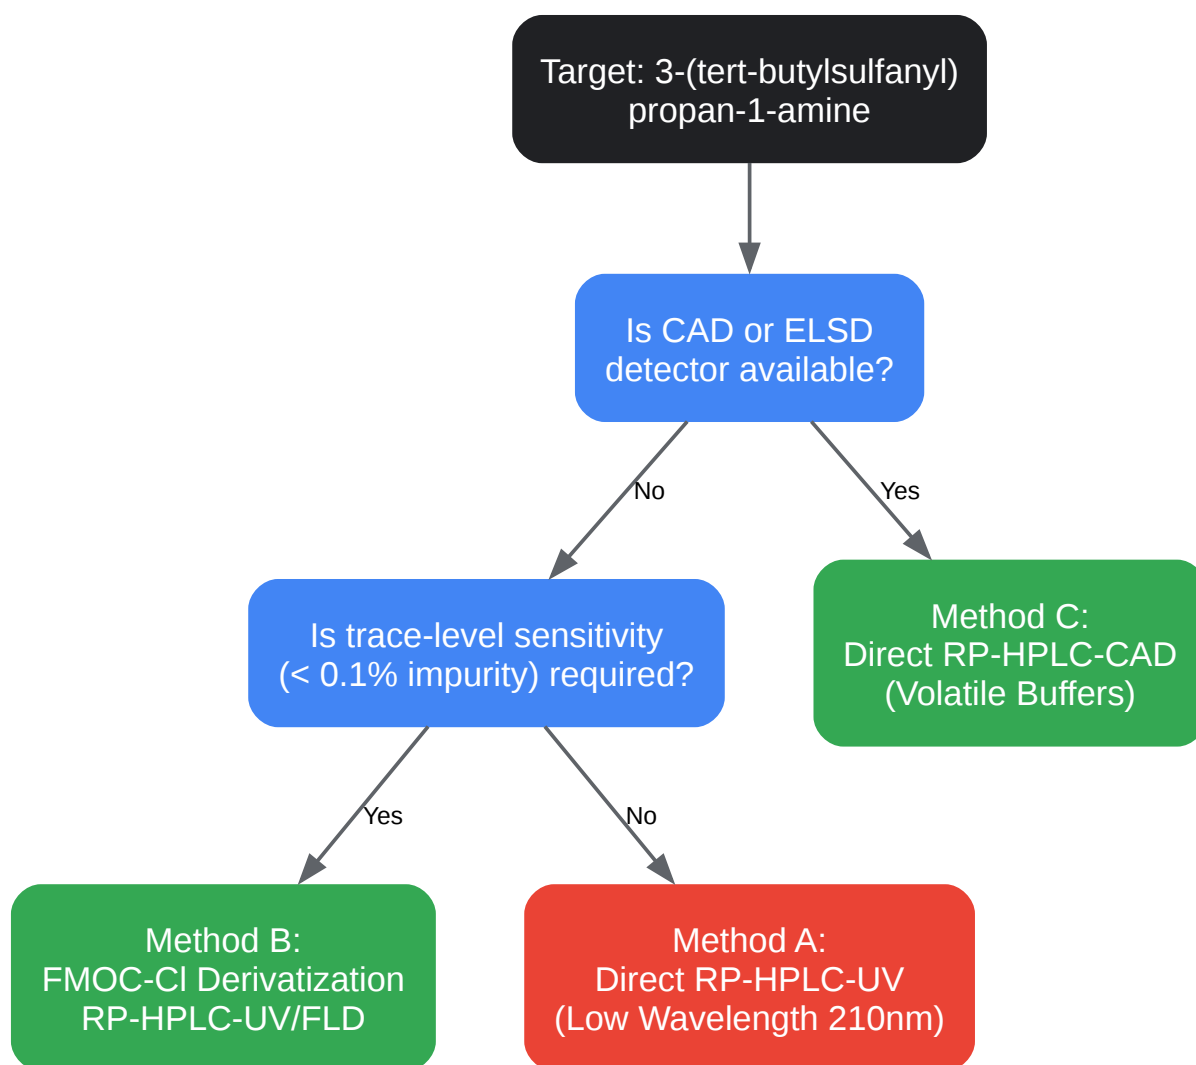 Target: 3-(tert-butylsulfanyl)
propan-1-amine
Is CAD or ELSD
detector available?
No
Yes
Is trace-level sensitivity
(< 0.1% impurity) required?
Method C:
Direct RP-HPLC-CAD
(Volatile Buffers)
Yes
No
Method B:
FMOC-Cl Derivatization
RP-HPLC-UV/FLD
Method A:
Direct RP-HPLC-UV
(Low Wavelength 210nm)